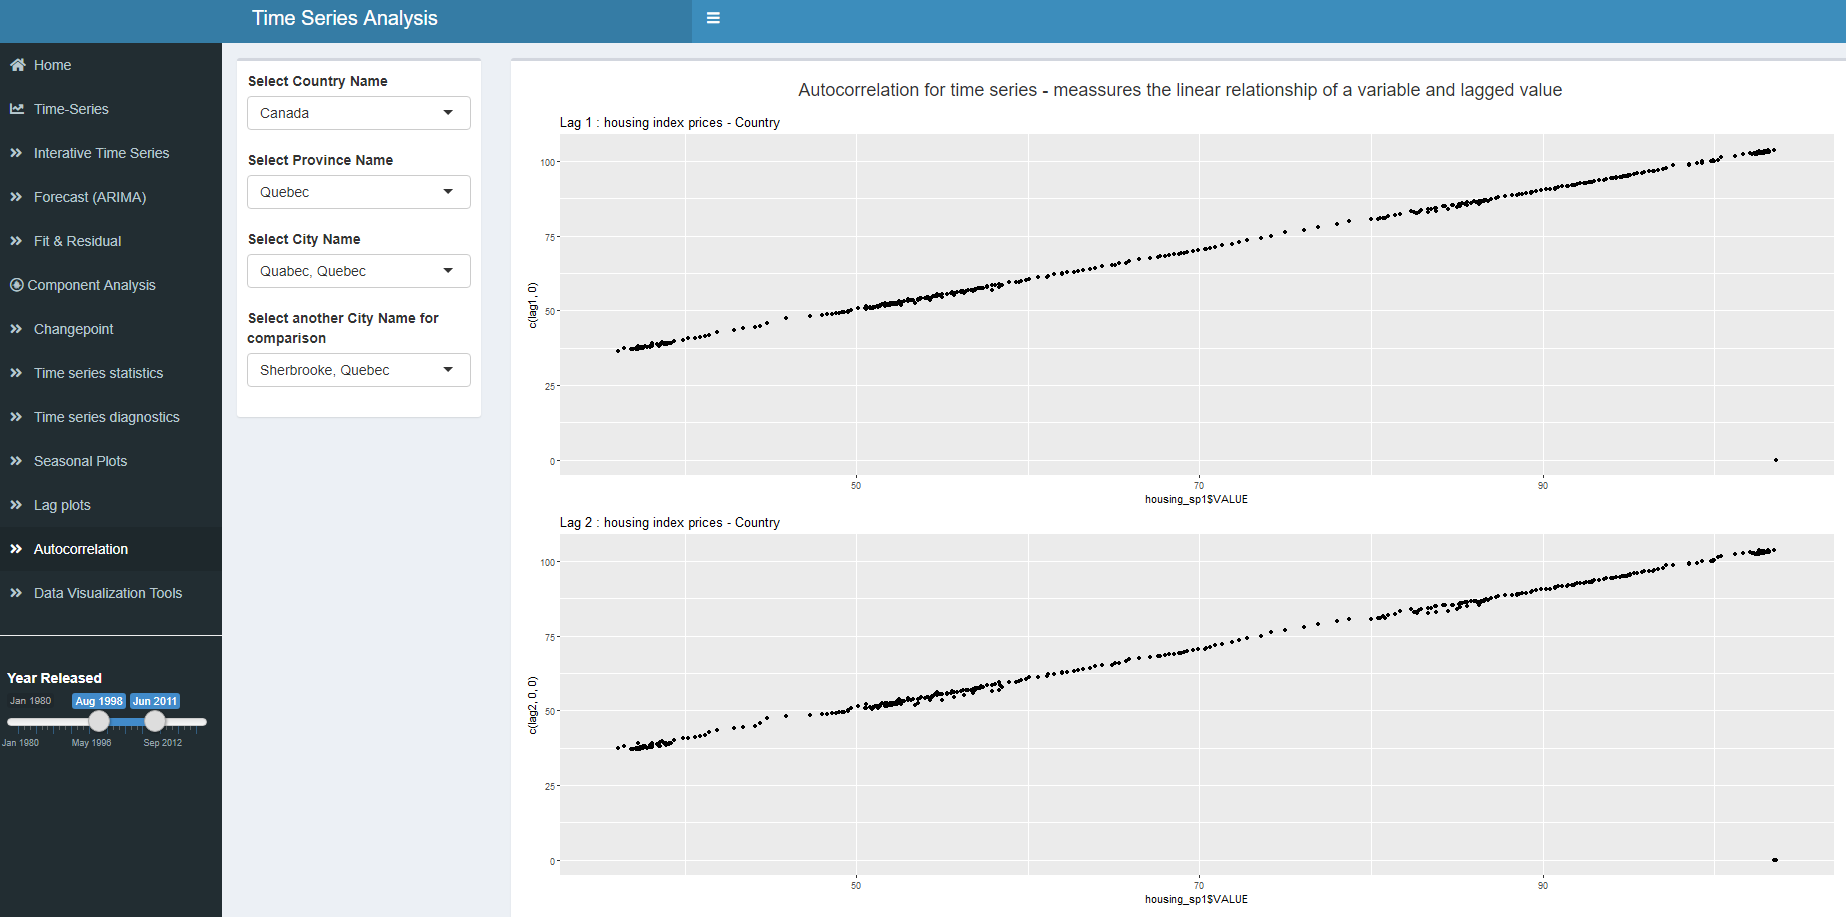 Time Series Analysis
Home
Time-Series
Interative Time Series
Forecast (ARIMA)
Fit & Residual
Component Analysis
Changepoint
Time series statistics
Time series diagnostics
Seasonal Plots
Lag plots
Autocorrelation
Data Visualization Tools
Year Released
Jan 1980
Aug 1998
Jun 2011
Jan 1980
May 1996
Sep 2012
Select Country Name
Canada
Select Province Name
Quebec
Select City Name
Quabec, Quebec
Select another City Name for
comparison
Sherbrooke, Quebec
Autocorrelation for time series - meassures the linear relationship of a variable and lagged value
Lag 1 : housing index prices - Country
c(lag1, 0)
100
75
50
25
0
50
70
90
housing_sp1$VALUE
Lag 2 : housing index prices - Country
c(lag2, 0, 0)
100
75
50
25
0
50
70
90
housing_sp1$VALUE